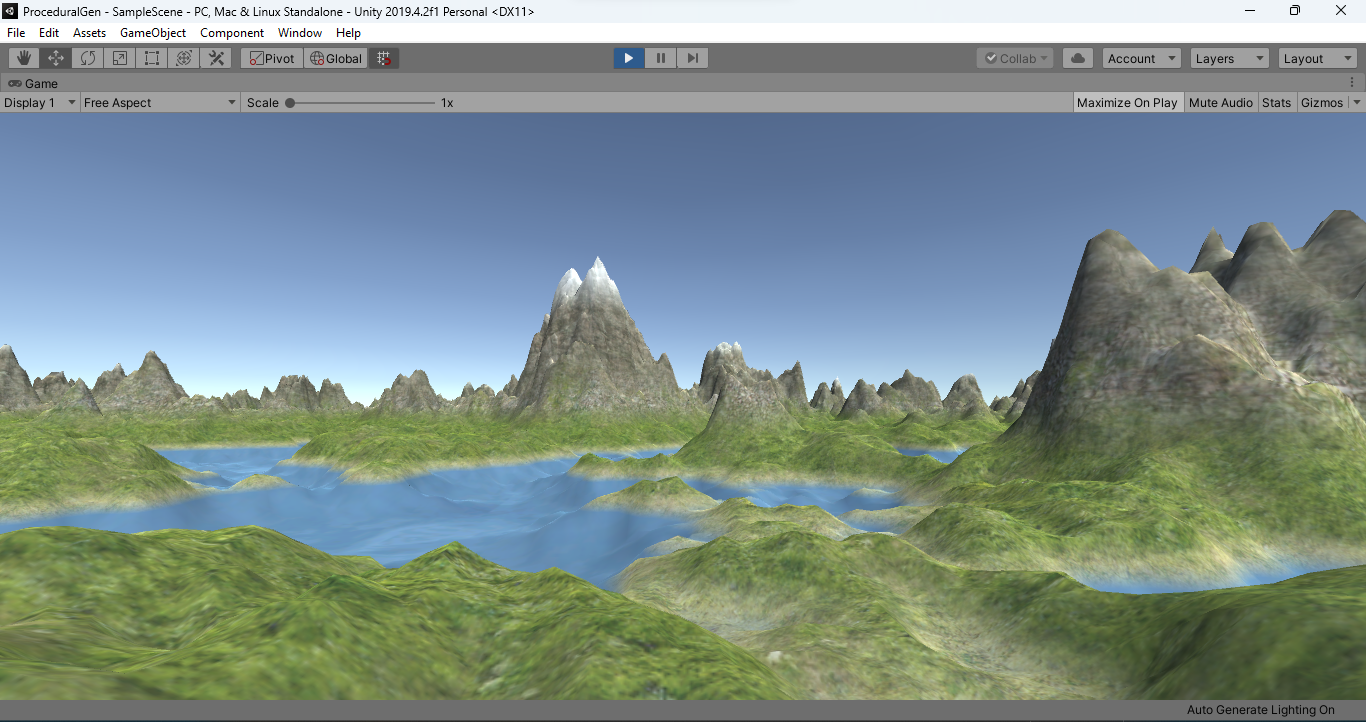 ProceduralGen - SampleScene - PC, Mac & Linux Standalone - Unity 2019.4.2f1 Personal <DX11>
File Edit Assets GameObject Component Window Help
Pivot Global Collab Account Layers Layout
Game
Display 1 Free Aspect Scale 1x Maximize On Play Mute Audio Stats Gizmos
Auto Generate Lighting On